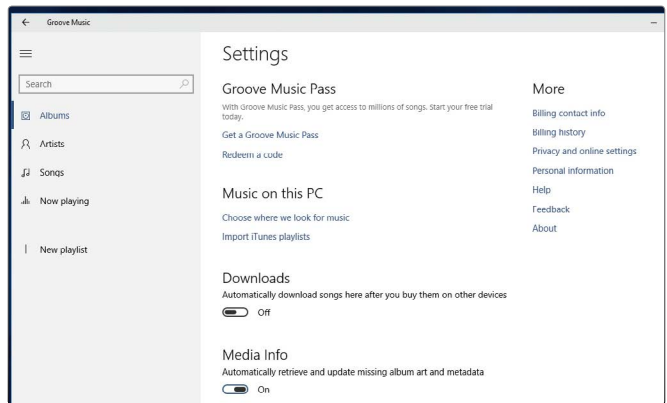 Groove Music
Search
Albums
Artists
Songs
Now playing
New playlist
Settings
Groove Music Pass
With Groove Music Pass, you get access to millions of songs. Start your free trial
today.
Get a Groove Music Pass
Redeem a code
Music on this PC
Choose where we look for music
Import iTunes playlists
Downloads
Automatically download songs here after you buy them on other devices
Off
Media Info
Automatically retrieve and update missing album art and metadata
On
More
Billing contact info
Billing history
Privacy and online settings
Personal information
Help
Feedback
About